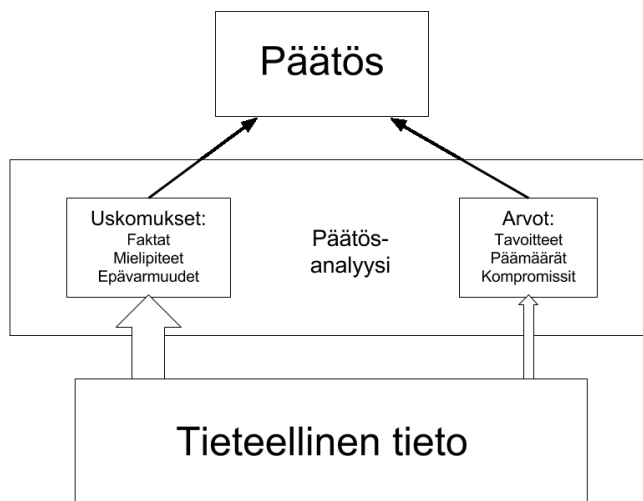 Päätös
Uskomukset:
Faktat
Mielipiteet
Epävarmuudet
Päätös-
analyysi
Arvot:
Tavoitteet
Päämäärät
Kompromissit
Tieteellinen tieto